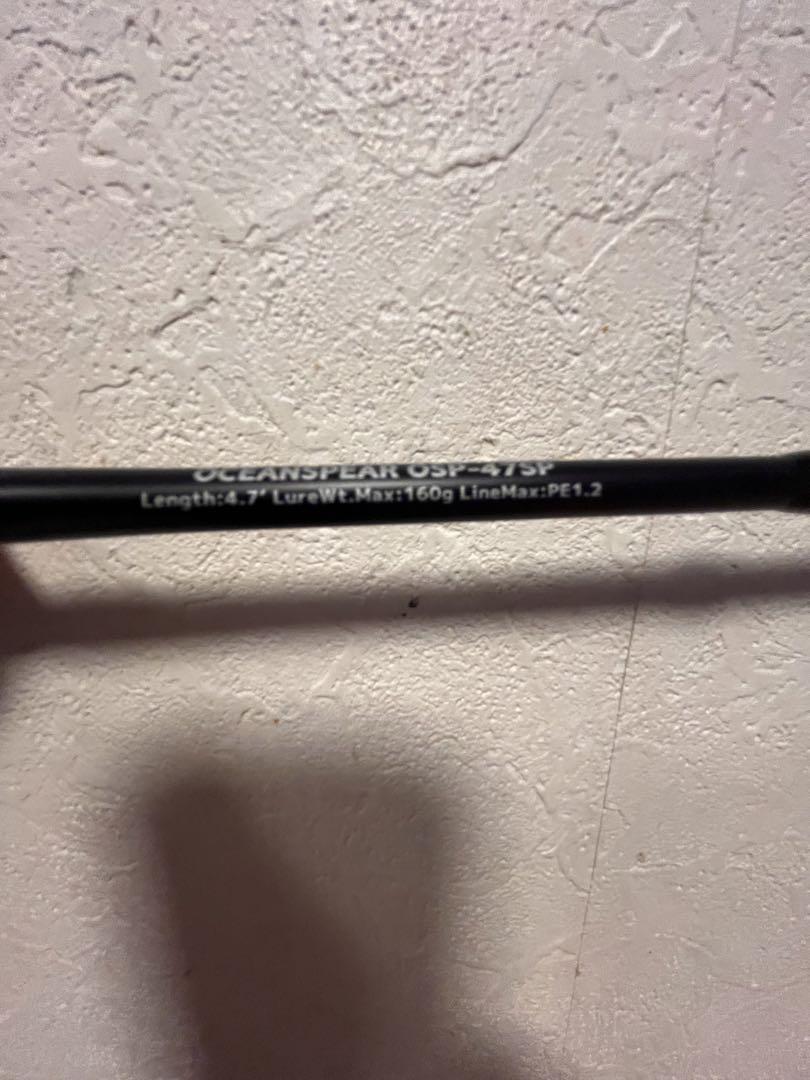 OCEANSPEAR OSP-47SP
Length:4.7' LureWt.Max:160g LineMax:PE1.2